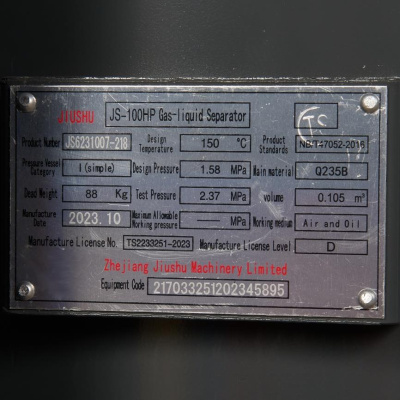 JIUSHU JS-100HP Gas-liquid Separator
TS
Product Number JS6231007-218 Design Temperature 150 ℃ Product Standards NB/T47052-2016
Pressure Vessel Category I (simple) Design Pressure 1.58 MPa Main material Q235B
Dead Weight 88 Kg Test Pressure 2.37 MPa volume 0.105 m³
Manufacture Date 2023.10 Maximum Allowable Working pressure —— MPa Working medium Air and Oil
Manufacture License No. TS2233251-2023 Manufacture License Level D
Zhejiang Jiushu Machinery Limited
Equipment Code 217033251202345895